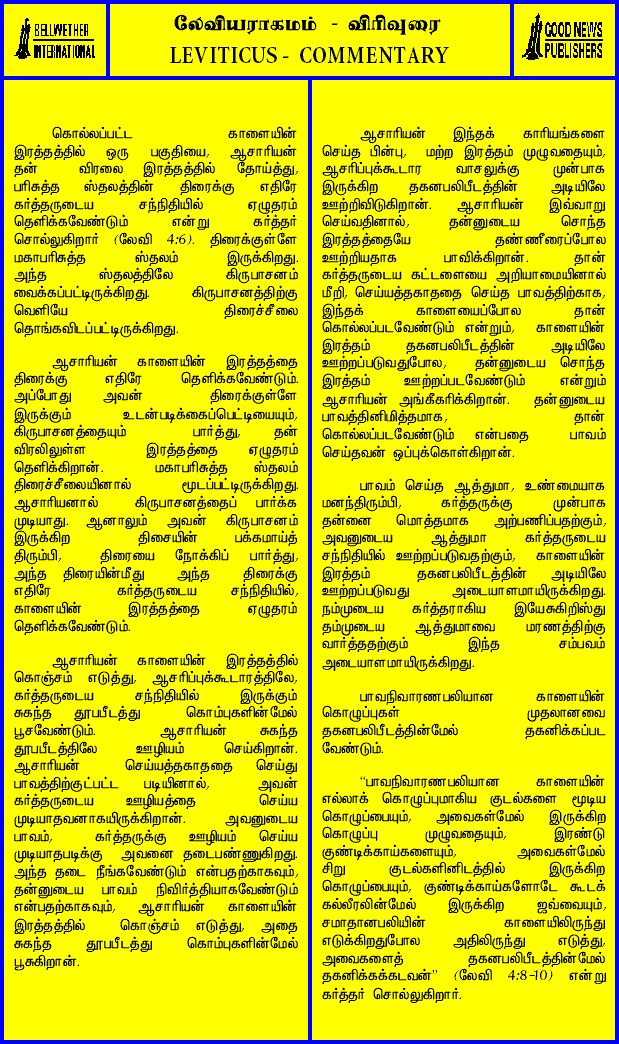 BELLWETHER
INTERNATIONAL
லேவியராகமம் - விரிவுரை
LEVITICUS - COMMENTARY
GOOD NEWS
PUBLISHERS
கொல்லப்பட்ட காளையின்
இரத்தத்தில் ஒரு பகுதியை, ஆசாரியன்
தன் விரலை இரத்தத்தில் தோய்த்து,
பரிசுத்த ஸ்தலத்தின் திரைக்கு எதிரே
கர்த்தருடைய சந்நிதியில் ஏழுதரம்
தெளிக்கவேண்டும் என்று கர்த்தர்
சொல்லுகிறார் (லேவி 4:6). திரைக்குள்ளே
மகாபரிசுத்த ஸ்தலம் இருக்கிறது.
அந்த ஸ்தலத்திலே கிருபாசனம்
வைக்கப்பட்டிருக்கிறது. கிருபாசனத்திற்கு
வெளியே திரைச்சீலை
தொங்கவிடப்பட்டிருக்கிறது.
ஆசாரியன் காளையின் இரத்தத்தை
திரைக்கு எதிரே தெளிக்கவேண்டும்.
அப்போது அவன் திரைக்குள்ளே
இருக்கும் உடன்படிக்கைப்பெட்டியையும்,
கிருபாசனத்தையும் பார்த்து, தன்
விரலிலுள்ள இரத்தத்தை ஏழுதரம்
தெளிக்கிறான். மகாபரிசுத்த ஸ்தலம்
திரைச்சீலையினால் மூடப்பட்டிருக்கிறது.
ஆசாரியனால் கிருபாசனத்தைப் பார்க்க
முடியாது. ஆனாலும் அவன் கிருபாசனம்
இருக்கிற திசையின் பக்கமாய்த்
திரும்பி, திரையை நோக்கிப் பார்த்து,
அந்த திரையின்மீது அந்த திரைக்கு
எதிரே கர்த்தருடைய சந்நிதியில்,
காளையின் இரத்தத்தை ஏழுதரம்
தெளிக்கவேண்டும்.
ஆசாரியன் காளையின் இரத்தத்தில்
கொஞ்சம் எடுத்து, ஆசரிப்புக்கூடாரத்திலே,
கர்த்தருடைய சந்நிதியில் இருக்கும்
சுகந்த தூபபீடத்து கொம்புகளின்மேல்
பூசவேண்டும். ஆசாரியன் சுகந்த
தூபபீடத்திலே ஊழியம் செய்கிறான்.
ஆசாரியன் செய்யத்தகாததை செய்து
பாவத்திற்குட்பட்ட படியினால், அவன்
கர்த்தருடைய ஊழியத்தை செய்ய
முடியாதவனாகயிருக்கிறான். அவனுடைய
பாவம், கர்த்தருக்கு ஊழியம் செய்ய
முடியாதபடிக்கு அவனை தடைபண்ணுகிறது.
அந்த தடை நீங்கவேண்டும் என்பதற்காகவும்,
தன்னுடைய பாவம் நிவிர்த்தியாகவேண்டும்
என்பதற்காகவும், ஆசாரியன் காளையின்
இரத்தத்தில் கொஞ்சம் எடுத்து, அதை
சுகந்த தூபபீடத்து கொம்புகளின்மேல்
பூசுகிறான்.
ஆசாரியன் இந்தக் காரியங்களை
செய்த பின்பு, மற்ற இரத்தம் முழுவதையும்,
ஆசரிப்புக்கூடார வாசலுக்கு முன்பாக
இருக்கிற தகனபலிபீடத்தின் அடியிலே
ஊற்றிவிடுகிறான். ஆசாரியன் இவ்வாறு
செய்வதினால், தன்னுடைய சொந்த
இரத்தத்தையே தண்ணீரைப்போல
ஊற்றியதாக பாவிக்கிறான். தான்
கர்த்தருடைய கட்டளையை அறியாமையினால்
மீறி, செய்யத்தகாததை செய்த பாவத்திற்காக,
இந்தக் காளையைப்போல தான்
கொல்லப்படவேண்டும் என்றும், காளையின்
இரத்தம் தகனபலிபீடத்தின் அடியிலே
ஊற்றப்படுவதுபோல, தன்னுடைய சொந்த
இரத்தம் ஊற்றப்படவேண்டும் என்றும்
ஆசாரியன் அங்கீகரிக்கிறான். தன்னுடைய
பாவத்தினிமித்தமாக, தான்
கொல்லப்படவேண்டும் என்பதை பாவம்
செய்தவன் ஒப்புக்கொள்கிறான்.
பாவம் செய்த ஆத்துமா, உண்மையாக
மனந்திரும்பி, கர்த்தருக்கு முன்பாக
தன்னை மொத்தமாக அற்பணிப்பதற்கும்,
அவனுடைய ஆத்துமா கர்த்தருடைய
சந்நிதியில் ஊற்றப்படுவதற்கும், காளையின்
இரத்தம் தகனபலிபீடத்தின் அடியிலே
ஊற்றப்படுவது அடையாளமாயிருக்கிறது.
நம்முடைய கர்த்தராகிய இயேசுகிறிஸ்து
தம்முடைய ஆத்துமாவை மரணத்திற்கு
வார்த்ததற்கும் இந்த சம்பவம்
அடையாளமாயிருக்கிறது.
பாவநிவாரணபலியான காளையின்
கொழுப்புகள் முதலானவை
தகனபலிபீடத்தின்மேல் தகனிக்கப்பட
வேண்டும்.
“பாவநிவாரணபலியான காளையின்
எல்லாக் கொழுப்புமாகிய குடல்களை மூடிய
கொழுப்பையும், அவைகள்மேல் இருக்கிற
கொழுப்பு முழுவதையும், இரண்டு
குண்டிக்காய்களையும், அவைகள்மேல்
சிறு குடல்களினிடத்தில் இருக்கிற
கொழுப்பையும், குண்டிக்காய்களோடே கூடக்
கல்லீரலின்மேல் இருக்கிற ஜவ்வையும்,
சமாதானபலியின் காளையிலிருந்து
எடுக்கிறதுபோல அதிலிருந்து எடுத்து,
அவைகளைத் தகனபலிபீடத்தின்மேல்
தகனிக்கக்கடவன்” (லேவி 4:8-10) என்று
கர்த்தர் சொல்லுகிறார்.